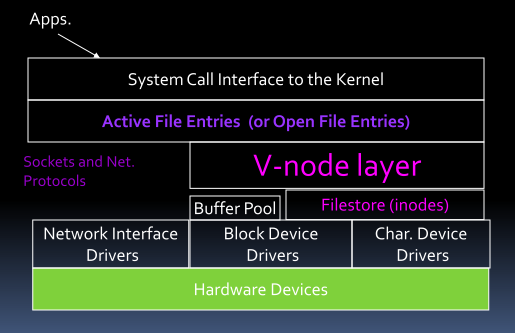 Apps.
System Call Interface to the Kernel
Active File Entries (or Open File Entries)
Sockets and Net.
Protocols
V-node layer
Buffer Pool
Filestore (inodes)
Network Interface
Drivers
Block Device
Drivers
Char. Device
Drivers
Hardware Devices